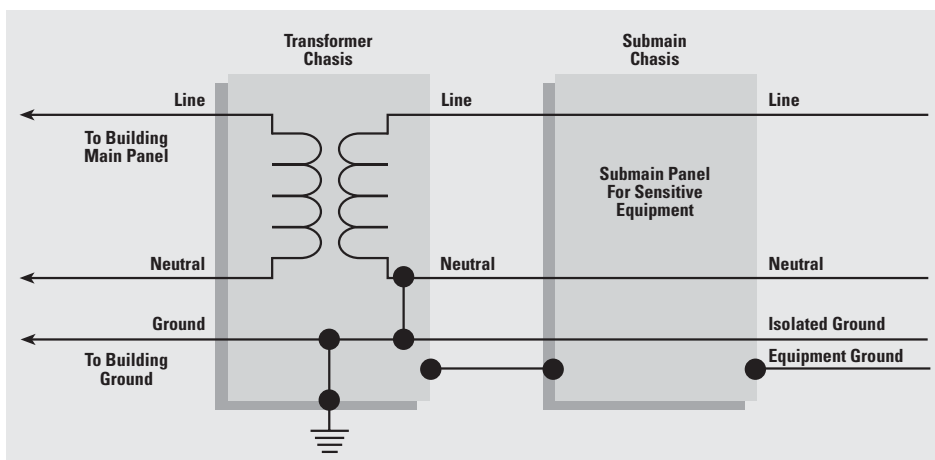 Transformer
Chasis
Submain
Chasis
Line
Line
Line
To Building
Main Panel
Submain Panel
For Sensitive
Equipment
Neutral
Neutral
Neutral
Ground
Isolated Ground
To Building
Ground
Equipment Ground